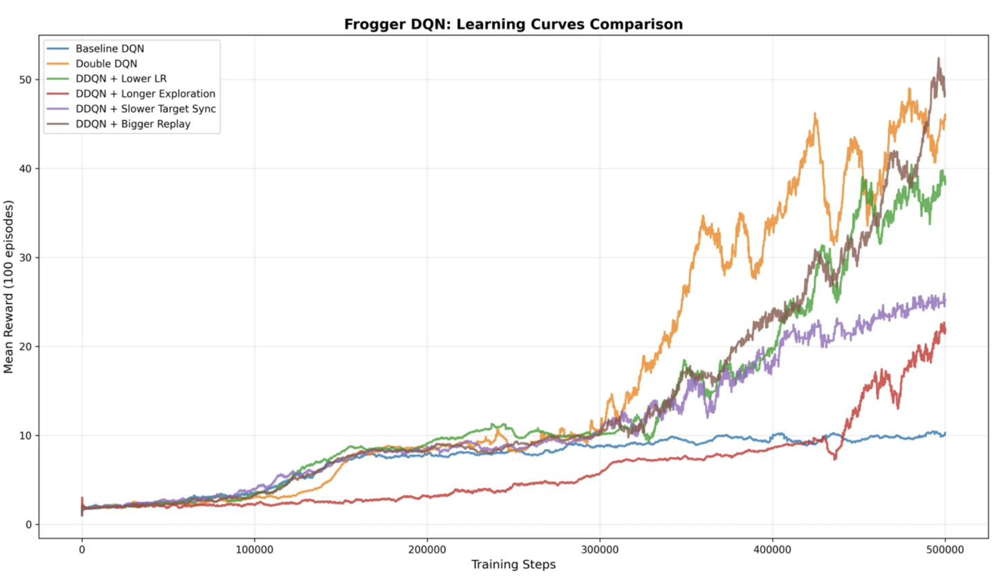 Frogger DQN: Learning Curves Comparison
Baseline DQN
Double DQN
DDQN + Lower LR
DDQN + Longer Exploration
DDQN + Slower Target Sync
DDQN + Bigger Replay
Mean Reward (100 episodes)
50
40
30
20
10
0
0
100000
200000
300000
400000
500000
Training Steps